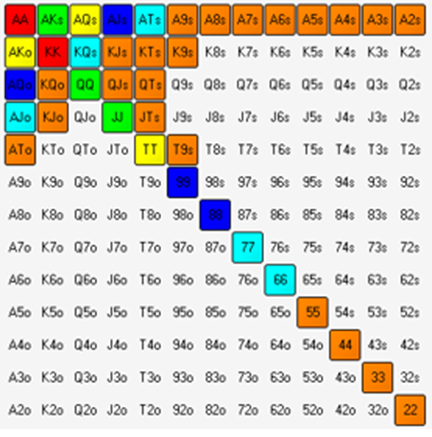 AA AKs AQs AJs ATs A9s A8s A7s A6s A5s A4s A3s A2s
AKo KK KQs KJs KTs K9s K8s K7s K6s K5s K4s K3s K2s
AQo KQo QQ QJs QTs Q9s Q8s Q7s Q6s Q5s Q4s Q3s Q2s
AJo KJo QJo JJ JTs J9s J8s J7s J6s J5s J4s J3s J2s
ATo KTo QTo JTo TT T9s T8s T7s T6s T5s T4s T3s T2s
A9o K9o Q9o J9o T9o 99 98s 97s 96s 95s 94s 93s 92s
A8o K8o Q8o J8o T8o 98o 88 87s 86s 85s 84s 83s 82s
A7o K7o Q7o J7o T7o 97o 87o 77 76s 75s 74s 73s 72s
A6o K6o Q6o J6o T6o 96o 86o 76o 66 65s 64s 63s 62s
A5o K5o Q5o J5o T5o 95o 85o 75o 65o 55 54s 53s 52s
A4o K4o Q4o J4o T4o 94o 84o 74o 64o 54o 44 43s 42s
A3o K3o Q3o J3o T3o 93o 83o 73o 63o 53o 43o 33 32s
A2o K2o Q2o J2o T2o 92o 82o 72o 62o 52o 42o 32o 22